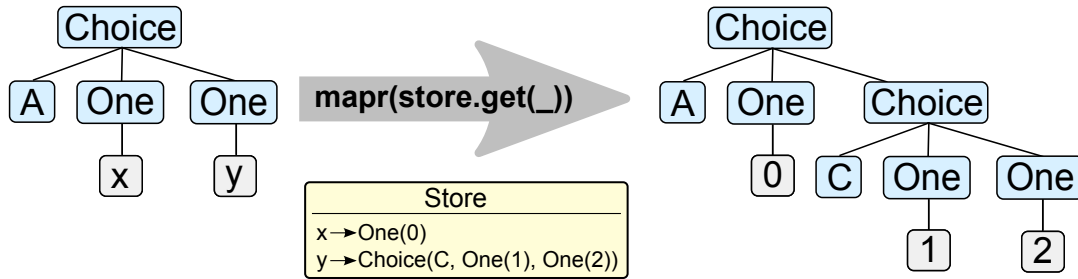 Choice
A One One
x y
mapr(store.get(_))
Store
x→One(0)
y→Choice(C, One(1), One(2))
Choice
A One Choice
0 C One One
1 2